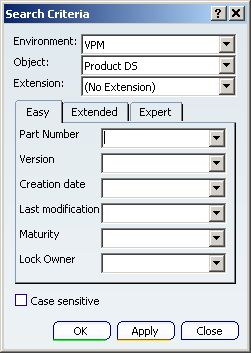 Search Criteria ? X
Environment: VPM
Object: Product DS
Extension: (No Extension)
Easy Extended Expert
Part Number
Version
Creation date
Last modification
Maturity
Lock Owner
Case sensitive
OK Apply Close